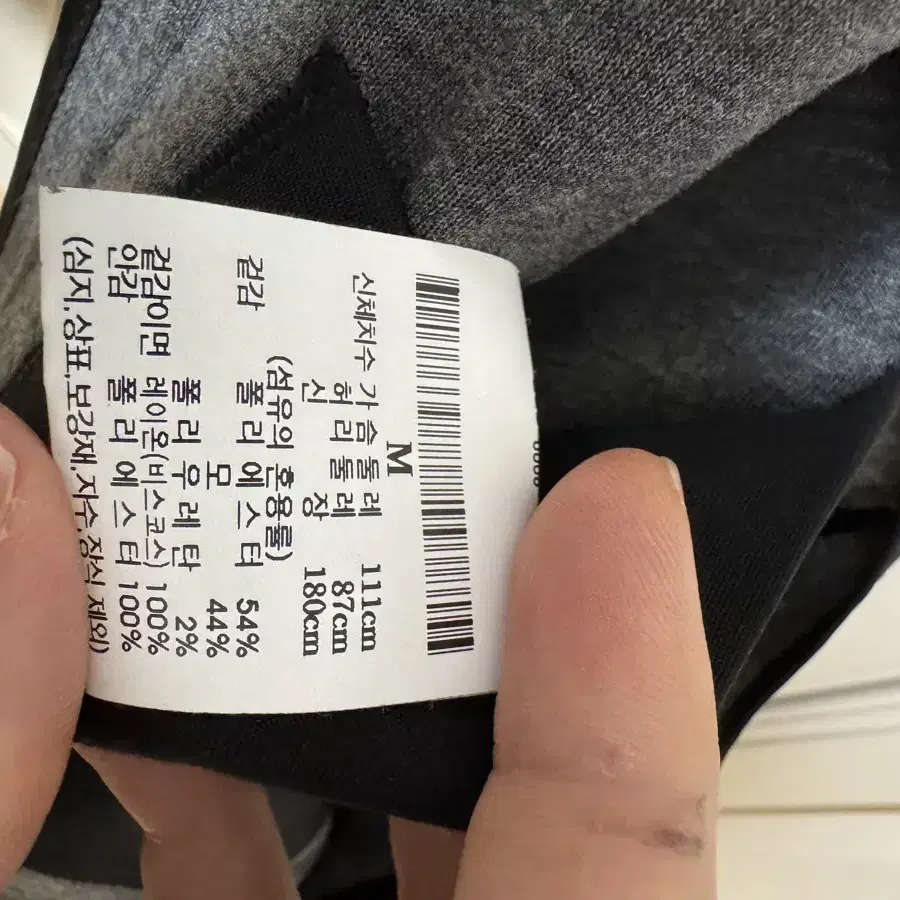 M
신체치수 가슴둘레 111cm
허리둘레 87cm
신장 180cm
(섬유의 혼용률)
겉감 폴리에스터 54%
모 44%
폴리우레탄 2%
겉감이면 레이온(비스코스) 100%
안감 폴리에스터 100%
(심지,상표,보강재,자수,장식 제외)